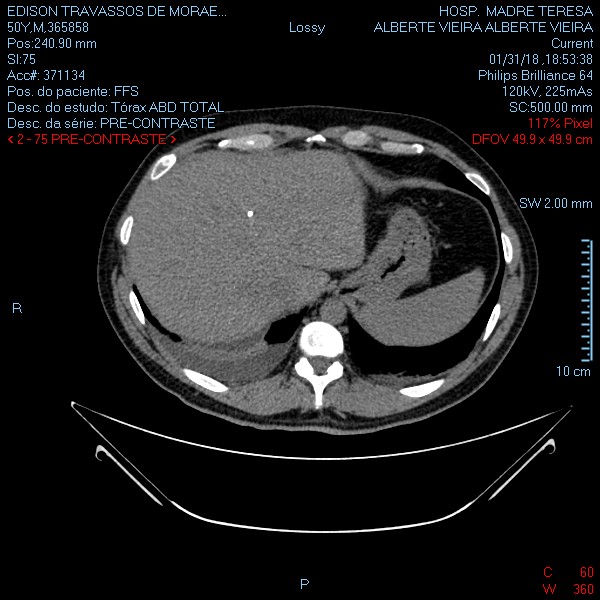 EDISON TRAVASSOS DE MORAE...
50Y,M,365858
Pos:240.90 mm
SI:75
Acc#: 371134
Pos. do paciente: FFS
Desc. do estudo: Tórax ABD TOTAL
Desc. da série: PRE-CONTRASTE
< 2 - 75 PRE-CONTRASTE >
Lossy
HOSP. MADRE TERESA
ALBERTE VIEIRA ALBERTE VIEIRA
Current
01/31/18 ,18:53:38
Philips Brilliance 64
120kV, 225mAs
SC:500.00 mm
117% Pixel
DFOV 49.9 x 49.9 cm
SW 2.00 mm
R
10 cm
P
C 60
W 360